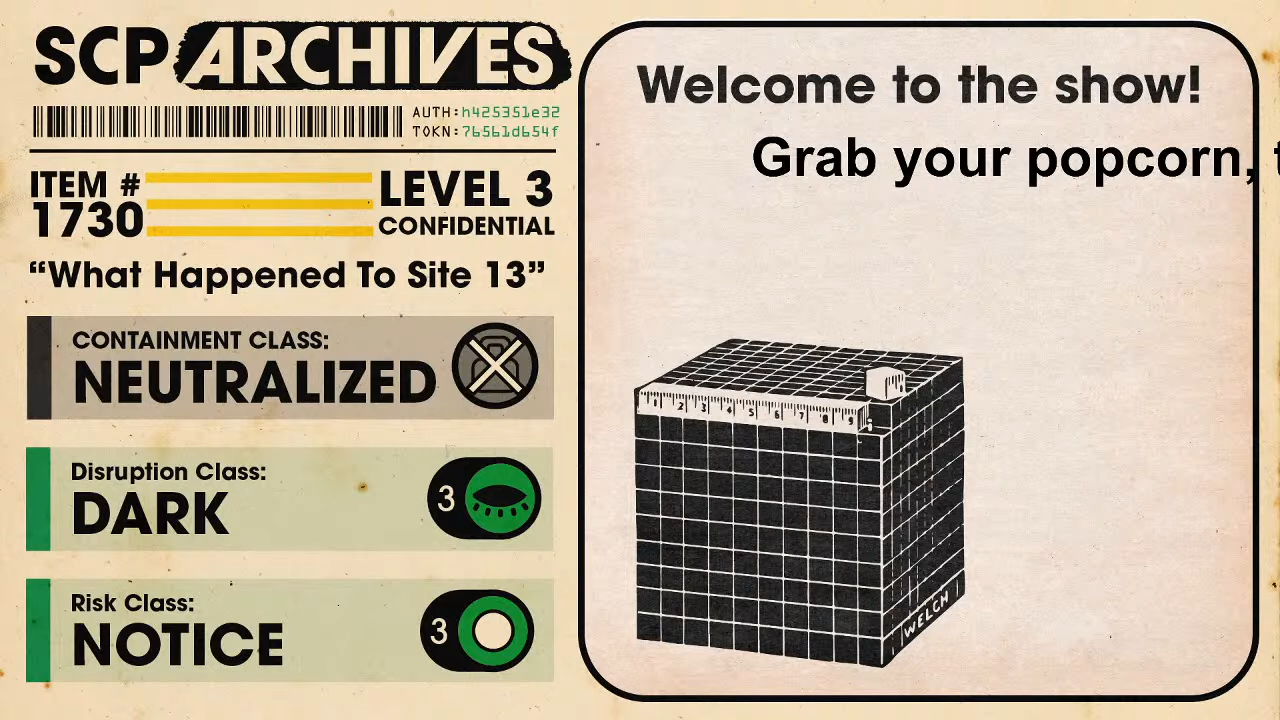 SCP ARCHIVES
AUTH:h425351e32
TOKN:76561d654f
ITEM #
1730
LEVEL 3
CONFIDENTIAL
“What Happened To Site 13”
CONTAINMENT CLASS:
NEUTRALIZED
Disruption Class:
DARK
3
Risk Class:
NOTICE
3
Welcome to the show!
Grab your popcorn,
1 2 3 4 5 6 7 8 9
WELCH